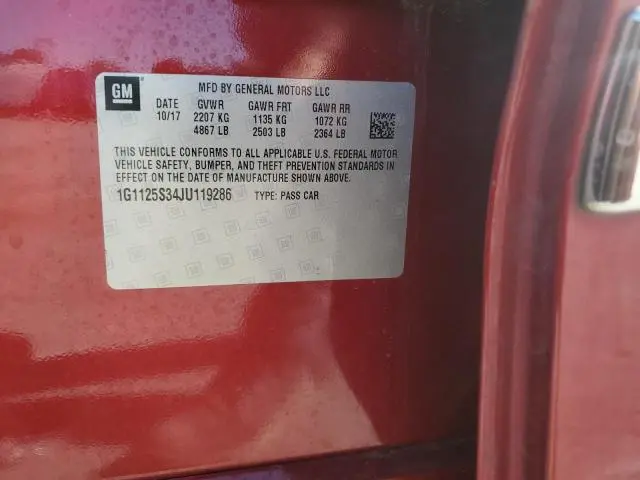 GM
MFD BY GENERAL MOTORS LLC
DATE GVWR GAWR FRT GAWR RR
10/17 2207 KG 1135 KG 1072 KG
4867 LB 2503 LB 2364 LB
THIS VEHICLE CONFORMS TO ALL APPLICABLE U.S. FEDERAL MOTOR
VEHICLE SAFETY, BUMPER, AND THEFT PREVENTION STANDARDS IN
EFFECT ON THE DATE OF MANUFACTURE SHOWN ABOVE.
1G1125S34JU119286 TYPE: PASS CAR